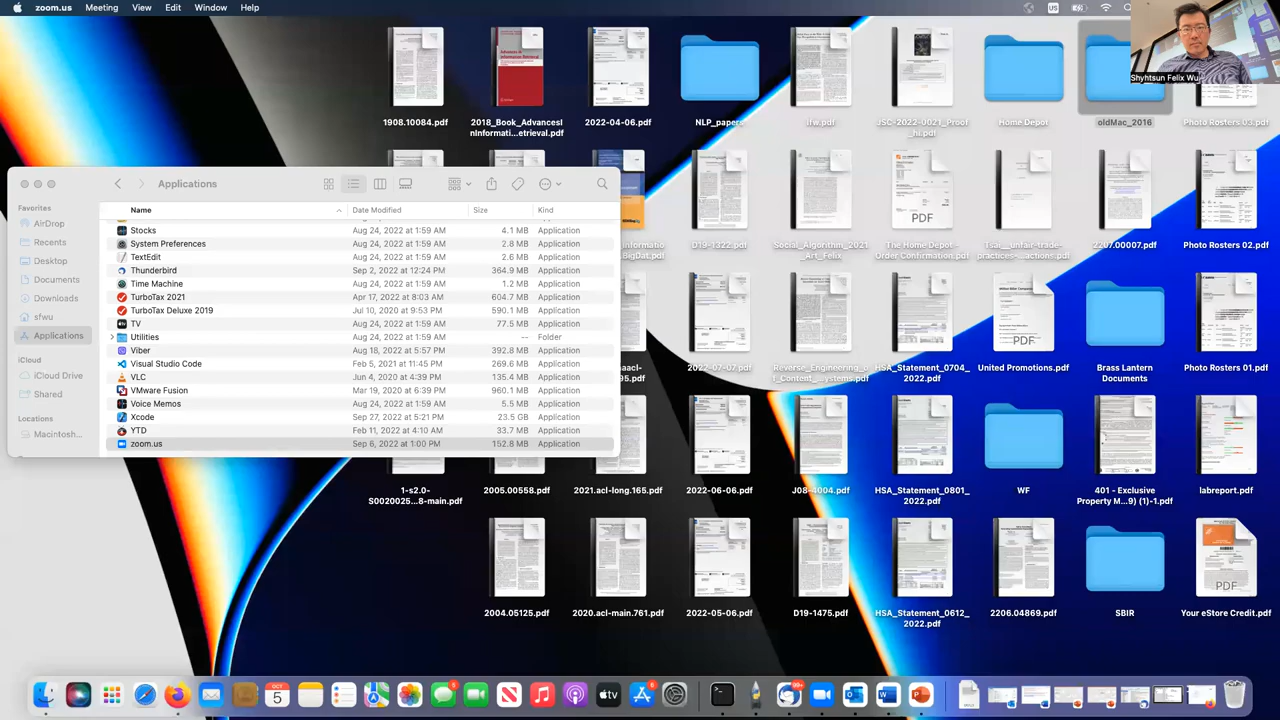 zoom.us Meeting View Edit Window Help
Shyhtsun Felix Wu
1908.10084.pdf
2018_Book_AdvancesI
nInformati...etrieval.pdf
2022-04-06.pdf
NLP_papers
lfw.pdf
JSC-2022-0021_Proof
_hi.pdf
Home Depot
oldMac_2016
Photo Rosters 03.pdf
D19-1322.pdf
Social_Algorithm_2021
_Art_Felix
PDF
The Home Depot -
Order Confirmation.pdf
Tsai__unfair-trade-
practices-...actions.pdf
2207.00007.pdf
Photo Rosters 02.pdf
Applications
Favorites
AirDrop
Recents
Desktop
Documents
Downloads
sfwu
Applications
iCloud
iCloud Drive
Shared
Locations
Macintosh...
Name Date Modified Size Kind
Stocks Aug 24, 2022 at 1:59 AM 4.1 MB Application
System Preferences Aug 24, 2022 at 1:59 AM 2.8 MB Application
TextEdit Aug 24, 2022 at 1:59 AM 2.6 MB Application
Thunderbird Sep 4, 2022 at 12:24 PM 364.9 MB Application
Time Machine Aug 24, 2022 at 1:59 AM 1.2 MB Application
TurboTax 2021 Apr 17, 2022 at 8:03 AM Application
TurboTax Deluxe 2019 Jul 10, 2020 at 5:13 PM 590.1 MB Application
TV Aug 24, 2022 at 1:59 AM 77.5 MB Application
Utilities Aug 24, 2022 at 1:59 AM -- Folder
Viber Aug 18, 2022 at 5:57 PM 392.8 MB Application
Visual Studio Code Feb 5, 2021 at 11:45 PM 269.6 MB Application
VLC Jun 4, 2020 at 4:39 PM 135.4 MB Application
VMware Fusion Mar 19, 2020 at 6:39 PM 960.1 MB Application
Voice Memos Aug 24, 2022 at 1:59 AM 5.5 MB Application
Xcode Sep 27, 2022 at 5:21 PM 23.5 GB Application
YTD Feb 11, 2022 at 4:10 AM Application
zoom.us Sep 6, 2022 at 1:00 PM 152.6 MB Application
2022-07-07.pdf
Reverse_Engineering_o
f_Content_...ystems.pdf
HSA_Statement_0704_
2022.pdf
PDF
United Promotions.pdf
Brass Lantern
Documents
Photo Rosters 01.pdf
1-s2.0-
S0020025...8-main.pdf
2005.00558.pdf
2021.acl-long.165.pdf
2022-06-06.pdf
J08-4004.pdf
HSA_Statement_0801_
2022.pdf
WF
401 - Exclusive
Property M...9) (1)-1.pdf
labreport.pdf
2004.05125.pdf
2020.acl-main.761.pdf
2022-05-06.pdf
D19-1475.pdf
HSA_Statement_0612_
2022.pdf
2206.04869.pdf
SBIR
PDF
Your eStore Credit.pdf
OCT
5
tv